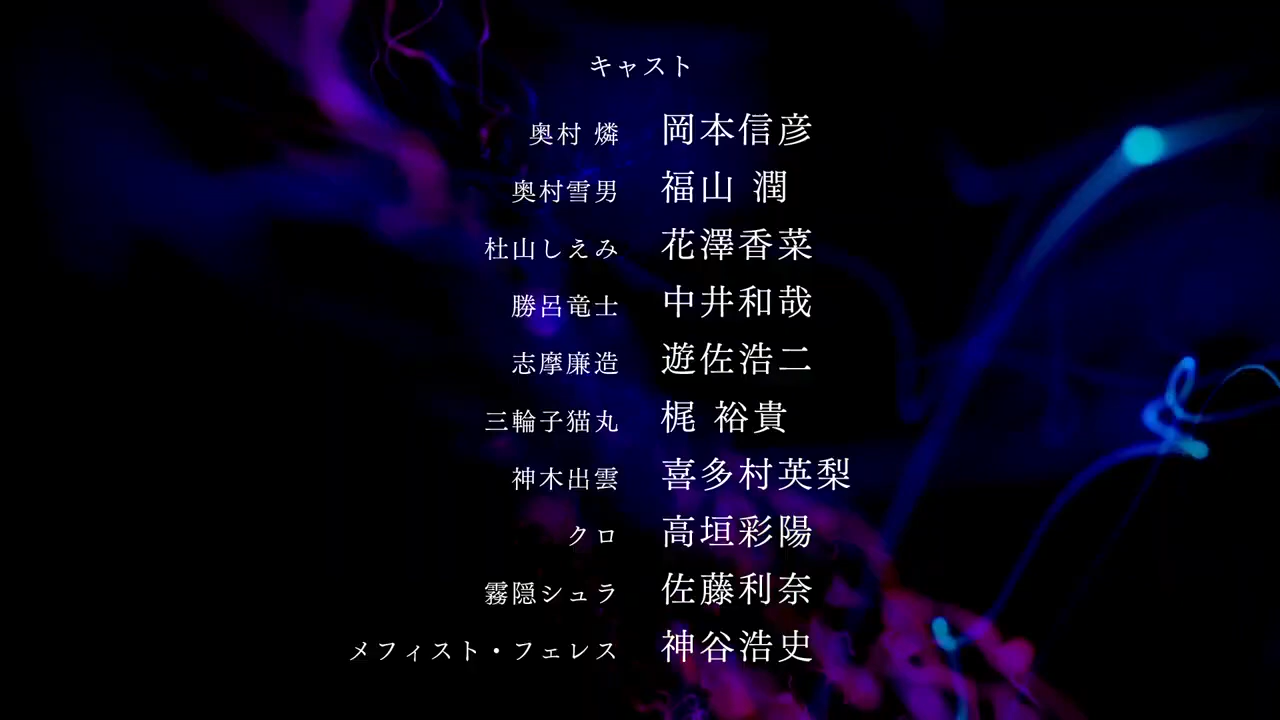 キャスト
奥村 燐 岡本信彦
奥村雪男 福山 潤
杜山しえみ 花澤香菜
勝呂竜士 中井和哉
志摩廉造 遊佐浩二
三輪子猫丸 梶 裕貴
神木出雲 喜多村英梨
クロ 高垣彩陽
霧隠シュラ 佐藤利奈
メフィスト・フェレス 神谷浩史